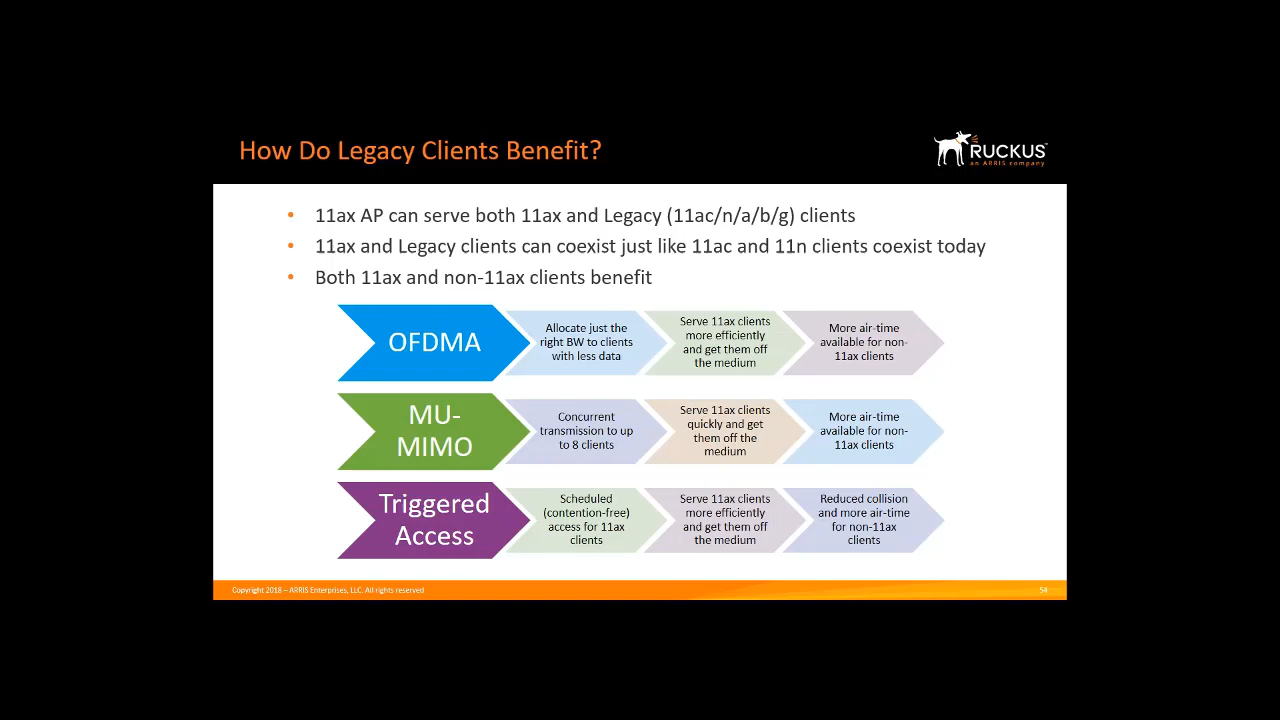 How Do Legacy Clients Benefit?
RUCKUS™
an ARRIS company
• 11ax AP can serve both 11ax and Legacy (11ac/n/a/b/g) clients
• 11ax and Legacy clients can coexist just like 11ac and 11n clients coexist today
• Both 11ax and non-11ax clients benefit
OFDMA
Allocate just the
right BW to clients
with less data
Serve 11ax clients
more efficiently
and get them off
the medium
More air-time
available for non-
11ax clients
MU-
MIMO
Concurrent
transmission to up
to 8 clients
Serve 11ax clients
quickly and get
them off the
medium
More air-time
available for non-
11ax clients
Triggered
Access
Scheduled
(contention-free)
access for 11ax
clients
Serve 11ax clients
more efficiently
and get them off
the medium
Reduced collision
and more air-time
for non-11ax
clients
Copyright 2018 – ARRIS Enterprises, LLC. All rights reserved
54